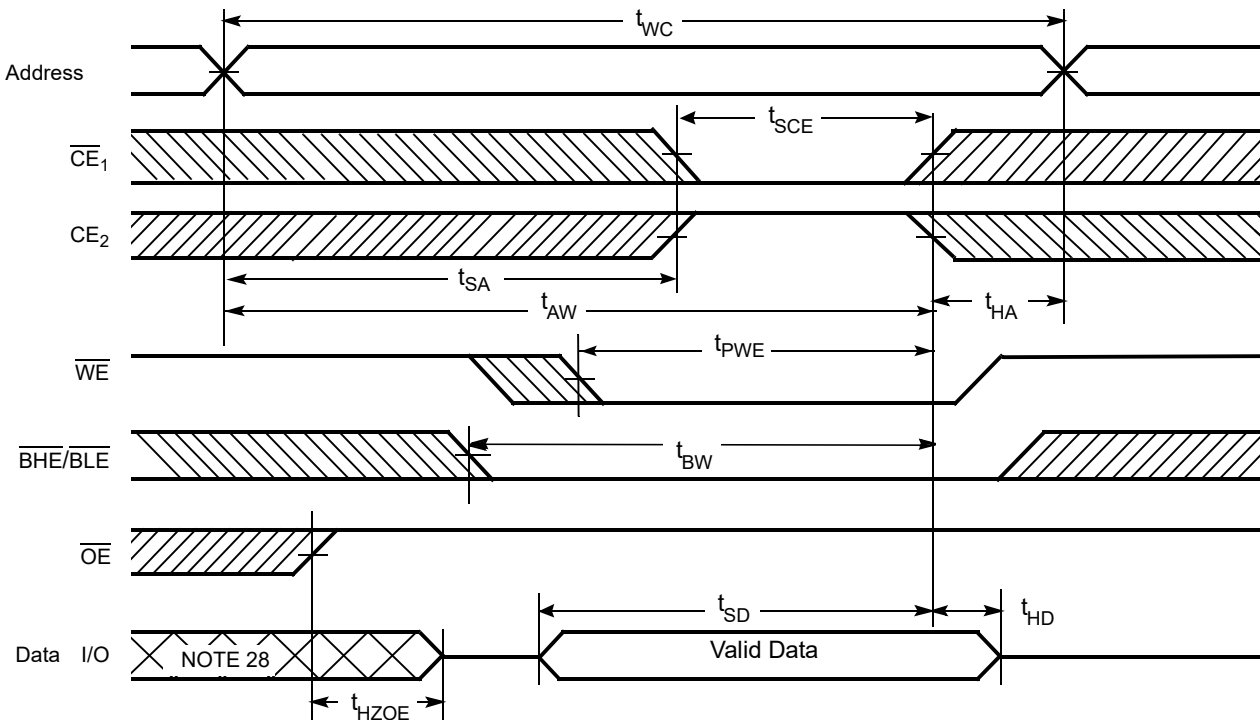 tWC
Address
tSCE
CE1
CE2
tSA
tAW
tHA
tPWE
WE
BHE/BLE
tBW
OE
tSD
tHD
Data I/O
NOTE 28
Valid Data
tHZOE